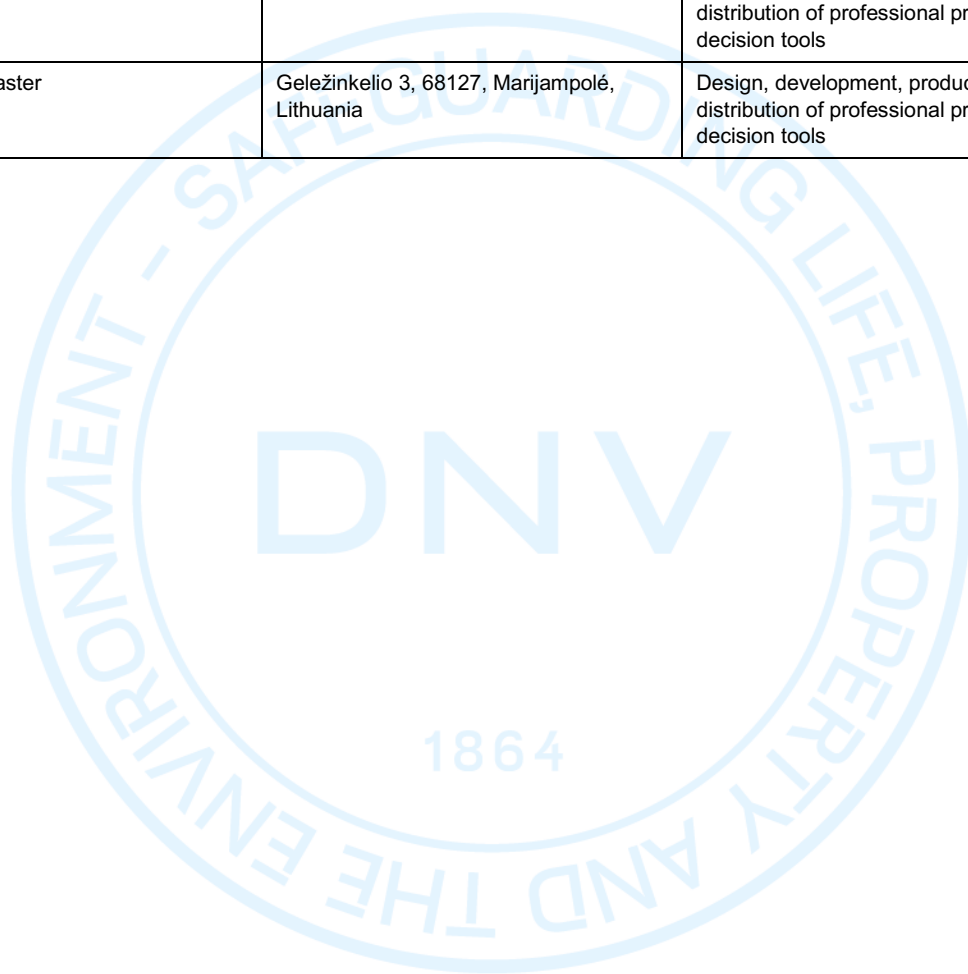 distribution of professional pr
decision tools
aster
Geležinkelio 3, 68127, Marijampolé,
Lithuania
Design, development, produc
distribution of professional pr
decision tools
SAFEGUARDING LIFE, PROPERTY AND THE ENVIRONMENT -
DNV
1864